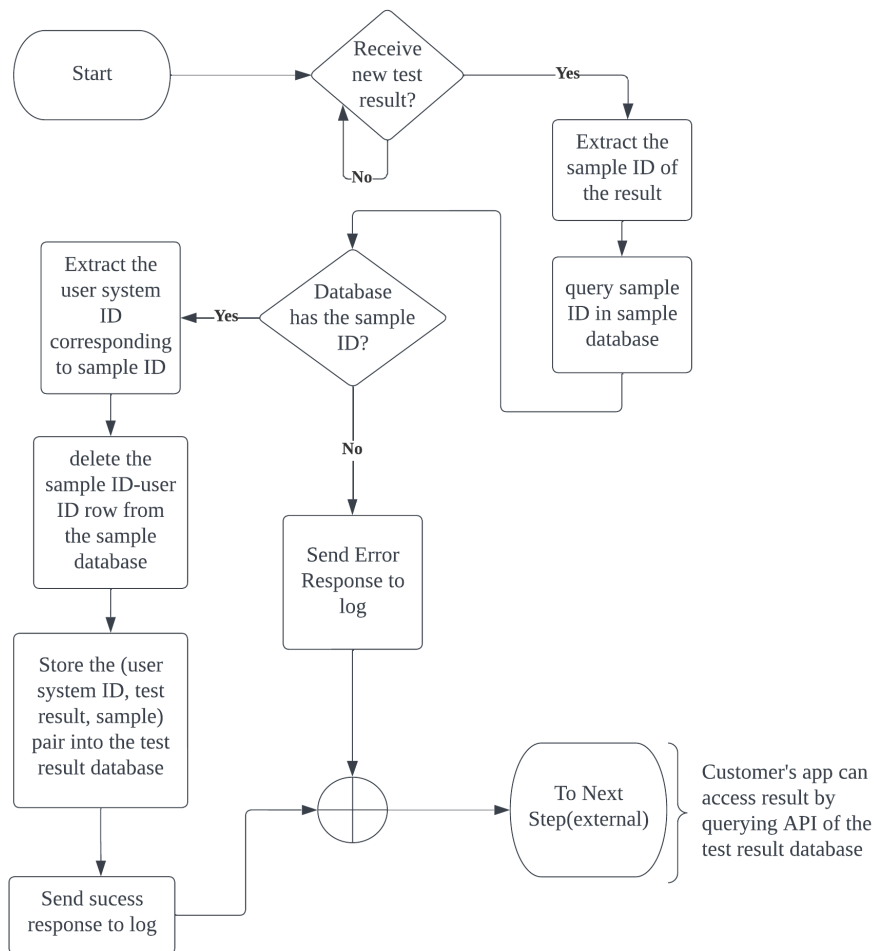 Start
Receive
new test
result?
Yes
No
Extract the
sample ID of
the result
query sample
ID in sample
database
Database
has the sample
ID?
Yes
No
Extract the
user system
ID
corresponding
to sample ID
delete the
sample ID-user
ID row from
the sample
database
Store the (user
system ID, test
result, sample)
pair into the test
result database
Send sucess
response to log
Send Error
Response to
log
To Next
Step(external)
Customer's app can
access result by
querying API of the
test result database